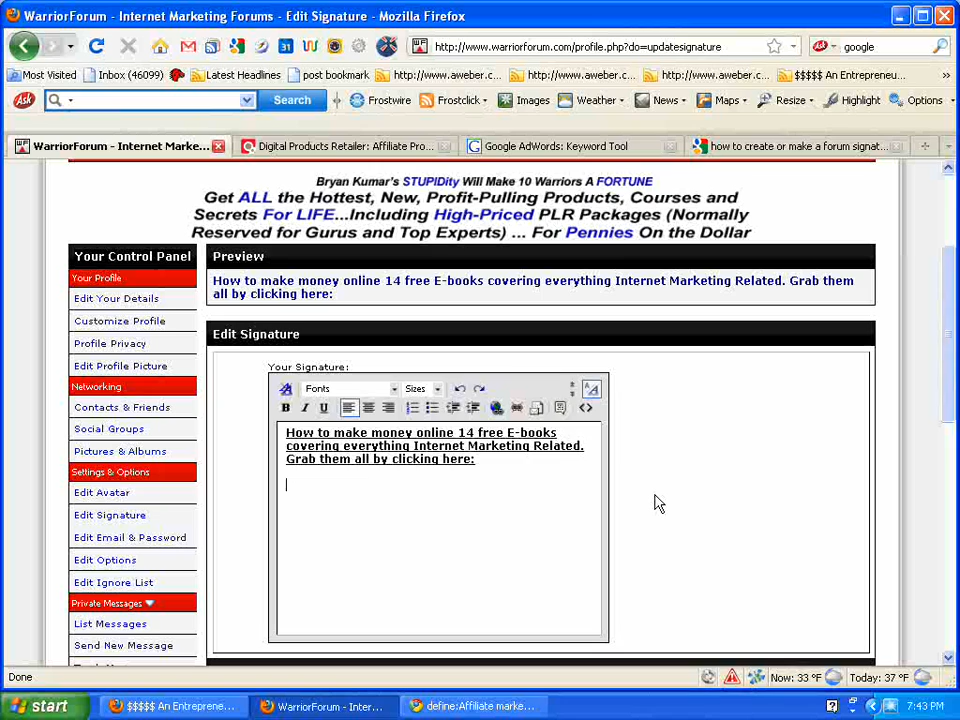 WarriorForum - Internet Marketing Forums - Edit Signature - Mozilla Firefox
http://www.warriorforum.com/profile.php?do=updatesignature
google
Most Visited
Inbox (46099)
Latest Headlines
post bookmark
http://www.aweber.c...
http://www.aweber.c...
http://www.aweber.c...
$$$$$ An Entrepreneu...
»
Ask
Search
Frostwire
Frostclick
Images
Weather
News
Maps
Resize
Highlight
Options
WarriorForum - Internet Marke...
Digital Products Retailer: Affiliate Pro...
Google AdWords: Keyword Tool
how to create or make a forum signat...
Bryan Kumar's STUPIDity Will Make 10 Warriors A FORTUNE
Get ALL the Hottest, New, Profit-Pulling Products, Courses and
Secrets For LIFE...Including High-Priced PLR Packages (Normally
Reserved for Gurus and Top Experts) ... For Pennies On the Dollar
Your Control Panel
Your Profile
Edit Your Details
Customize Profile
Profile Privacy
Edit Profile Picture
Networking
Contacts & Friends
Social Groups
Pictures & Albums
Settings & Options
Edit Avatar
Edit Signature
Edit Email & Password
Edit Options
Edit Ignore List
Private Messages
List Messages
Send New Message
Preview
How to make money online 14 free E-books covering everything Internet Marketing Related. Grab them
all by clicking here:
Edit Signature
Your Signature:
Fonts
Sizes
B I U
How to make money online 14 free E-books
covering everything Internet Marketing Related.
Grab them all by clicking here:
Done
Now: 33 °F
Today: 37 °F
start
$$$$$ An Entreprene...
WarriorForum - Inter...
define:Affiliate marke...
7:43 PM